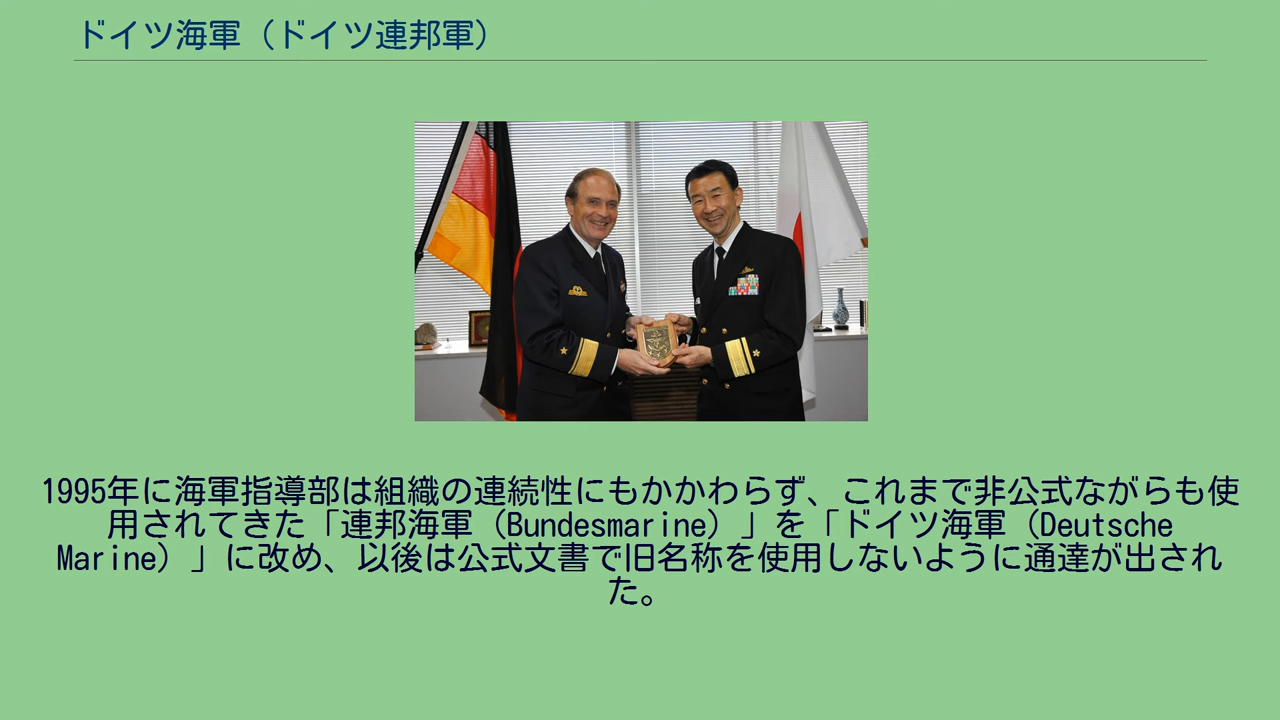 ドイツ海軍（ドイツ連邦軍）
1995年に海軍指導部は組織の連続性にもかかわらず、これまで非公式ながらも使
用されてきた「連邦海軍（Bundesmarine）」を「ドイツ海軍（Deutsche
Marine）」に改め、以後は公式文書で旧名称を使用しないように通達が出され
た。